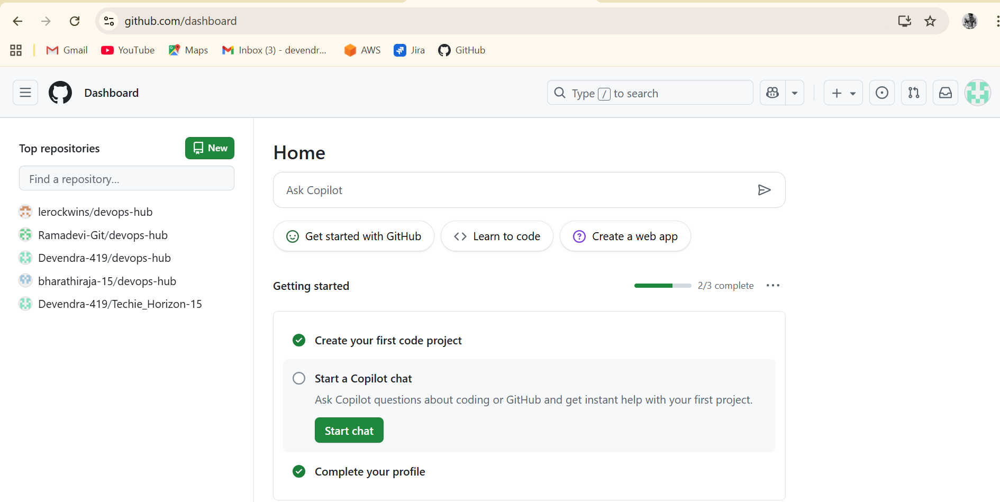 github.com/dashboard
Gmail YouTube Maps Inbox (3) - devendr... AWS Jira GitHub
Dashboard
Type / to search
Top repositories
New
Find a repository...
lerockwins/devops-hub
Ramadevi-Git/devops-hub
Devendra-419/devops-hub
bharathiraja-15/devops-hub
Devendra-419/Techie_Horizon-15
Home
Ask Copilot
Get started with GitHub
Learn to code
Create a web app
Getting started
2/3 complete
Create your first code project
Start a Copilot chat
Ask Copilot questions about coding or GitHub and get instant help with your first project.
Start chat
Complete your profile